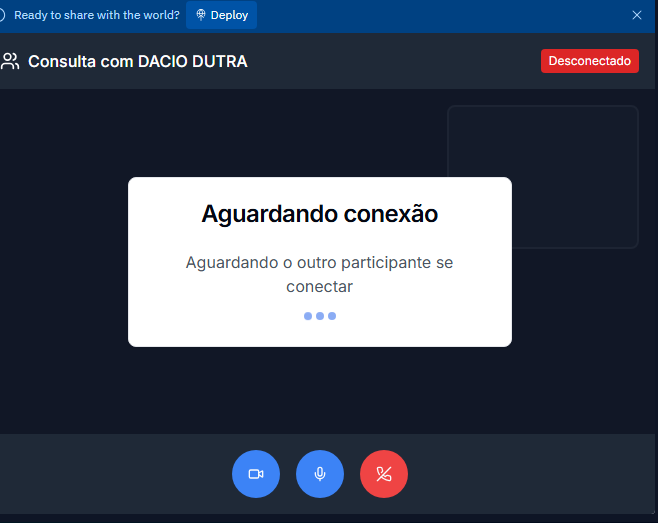 Ready to share with the world? Deploy
Consulta com DACIO DUTRA
Desconectado
Aguardando conexão
Aguardando o outro participante se
conectar